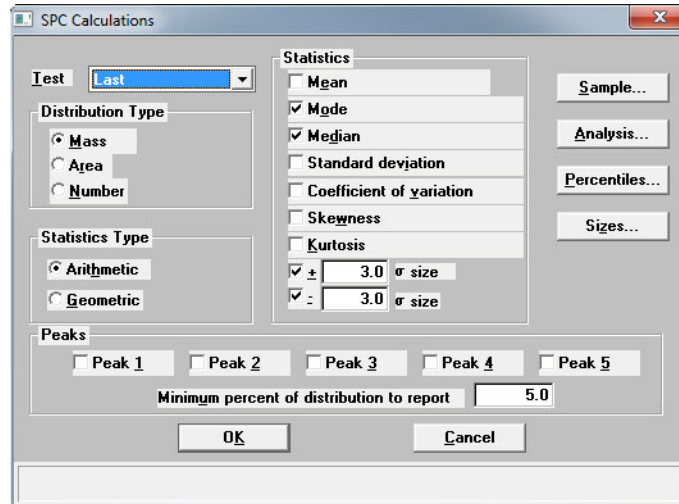 SPC Calculations
Test Last
Distribution Type
Mass
Area
Number
Statistics Type
Arithmetic
Geometric
Statistics
Mean
Mode
Median
Standard deviation
Coefficient of variation
Skewness
Kurtosis
+ 3.0 σ size
- 3.0 σ size
Sample...
Analysis...
Percentiles...
Sizes...
Peaks
Peak 1 Peak 2 Peak 3 Peak 4 Peak 5
Minimum percent of distribution to report 5.0
OK Cancel